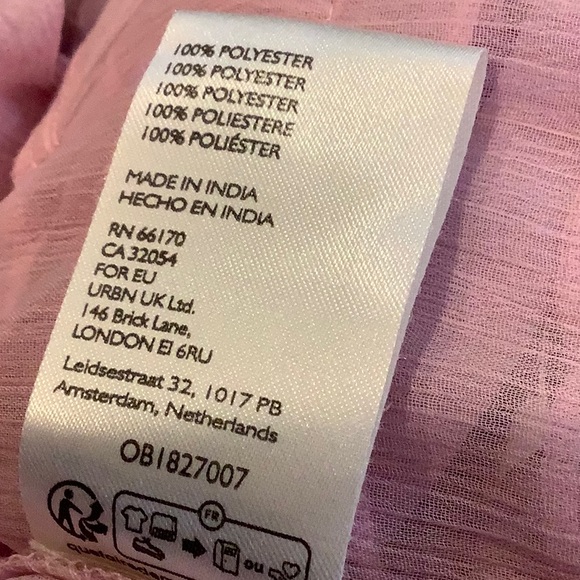 100% POLYESTER
100% POLYESTER
100% POLYESTER
100% POLIESTERE
100% POLIÉSTER
MADE IN INDIA
HECHO EN INDIA
RN 66170
CA 32054
FOR EU
URBN UK Ltd.
146 Brick Lane,
LONDON E1 6RU
Leidsestraat 32, 1017 PB
Amsterdam, Netherlands
OB1827007
FR
ou